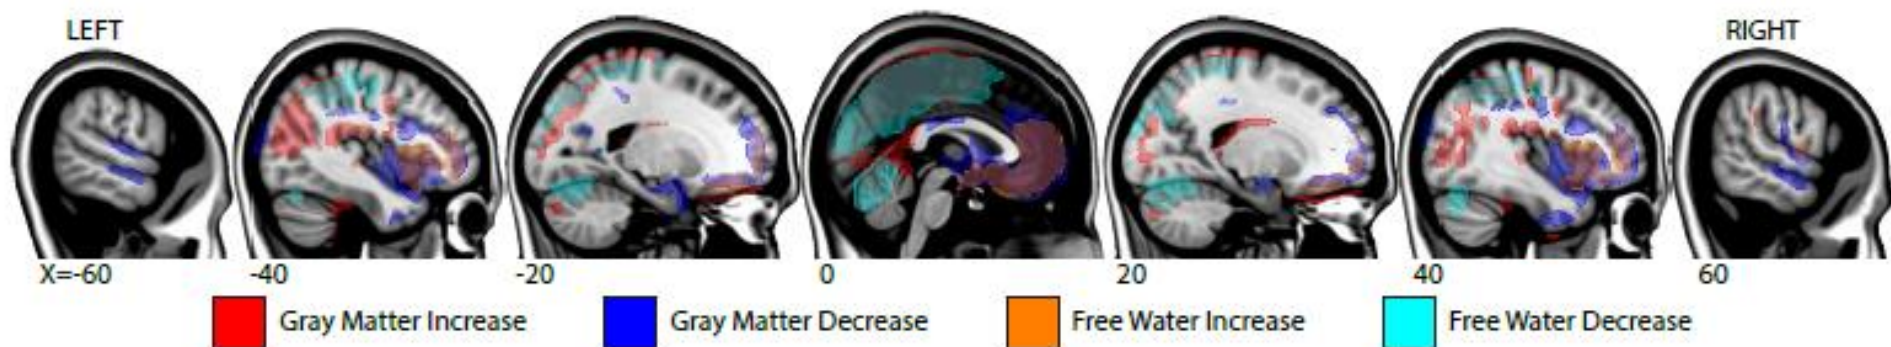 LEFT
RIGHT
X=-60
-40
-20
0
20
40
60
Gray Matter Increase
Gray Matter Decrease
Free Water Increase
Free Water Decrease